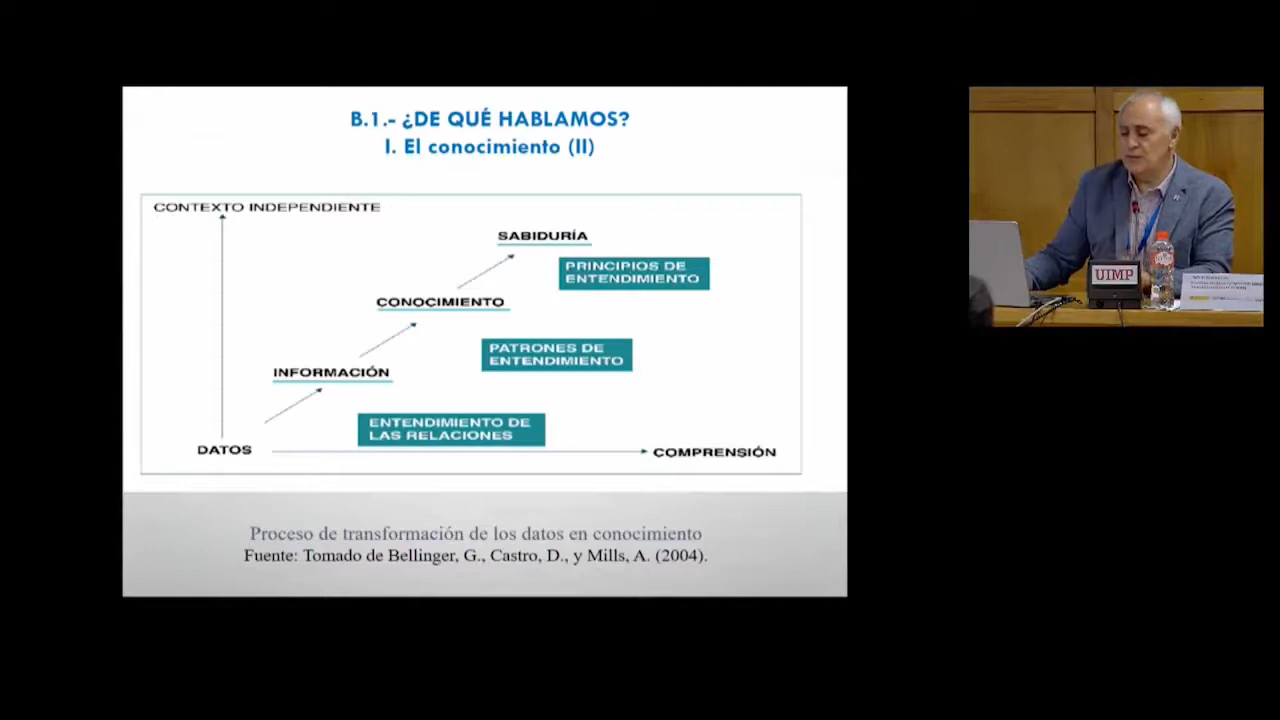 B.1.- ¿DE QUÉ HABLAMOS?
I. El conocimiento (II)
CONTEXTO INDEPENDIENTE
SABIDURÍA
PRINCIPIOS DE
ENTENDIMIENTO
CONOCIMIENTO
PATRONES DE
ENTENDIMIENTO
INFORMACIÓN
ENTENDIMIENTO DE
LAS RELACIONES
DATOS
COMPRENSIÓN
Proceso de transformación de los datos en conocimiento
Fuente: Tomado de Bellinger, G., Castro, D., y Mills, A. (2004).
UIMP